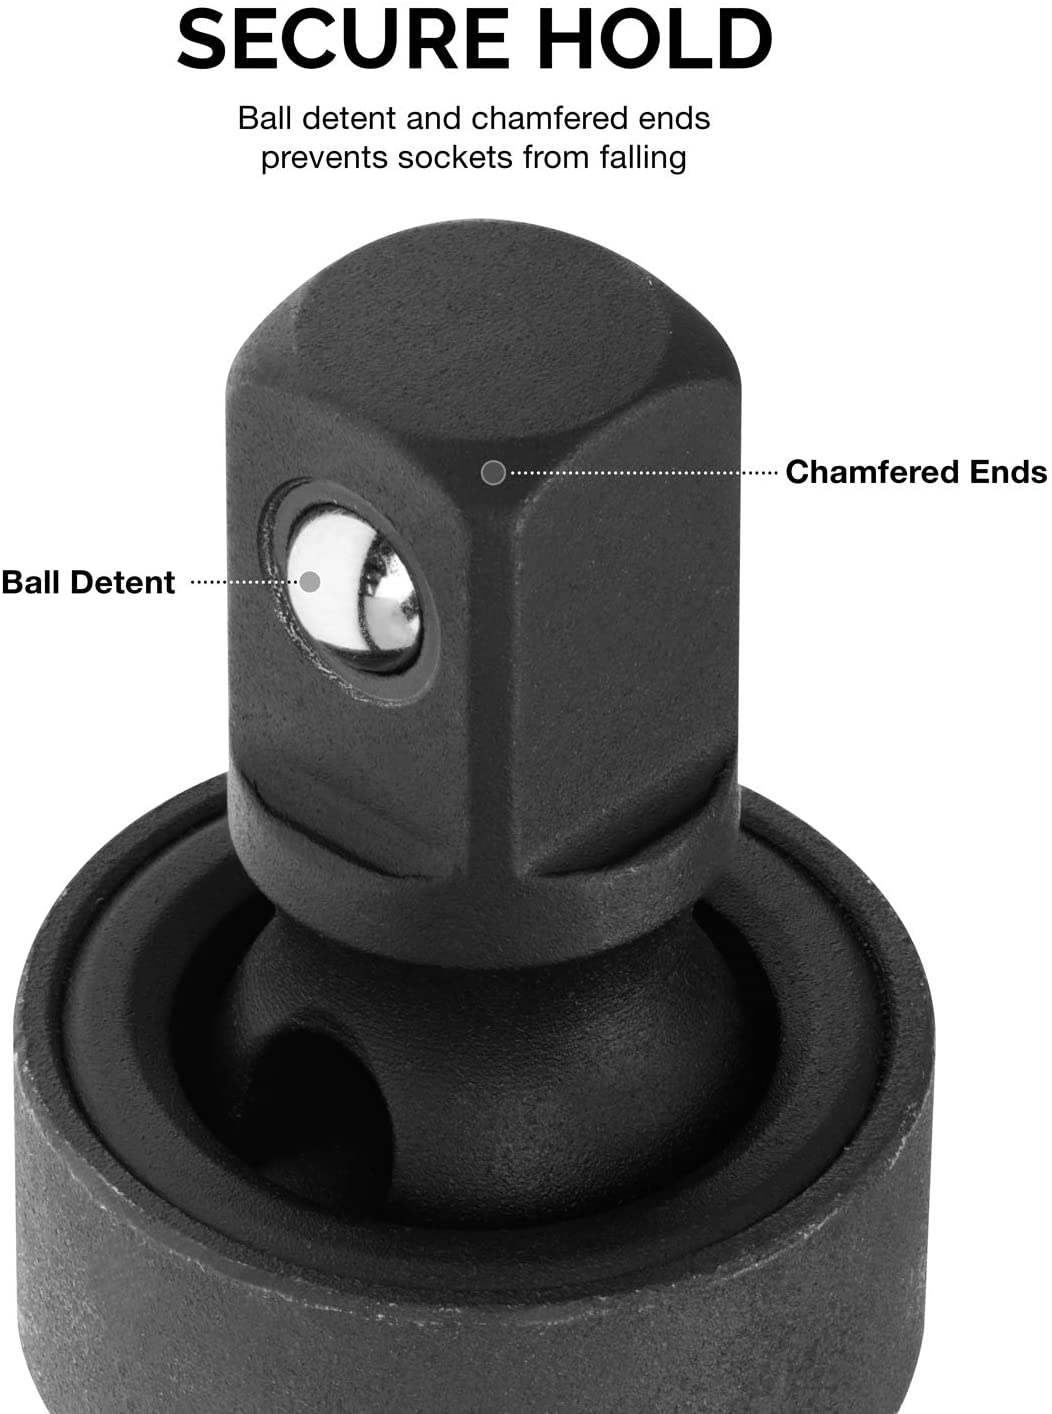 SECURE HOLD
Ball detent and chamfered ends
prevents sockets from falling
Chamfered Ends
Ball Detent